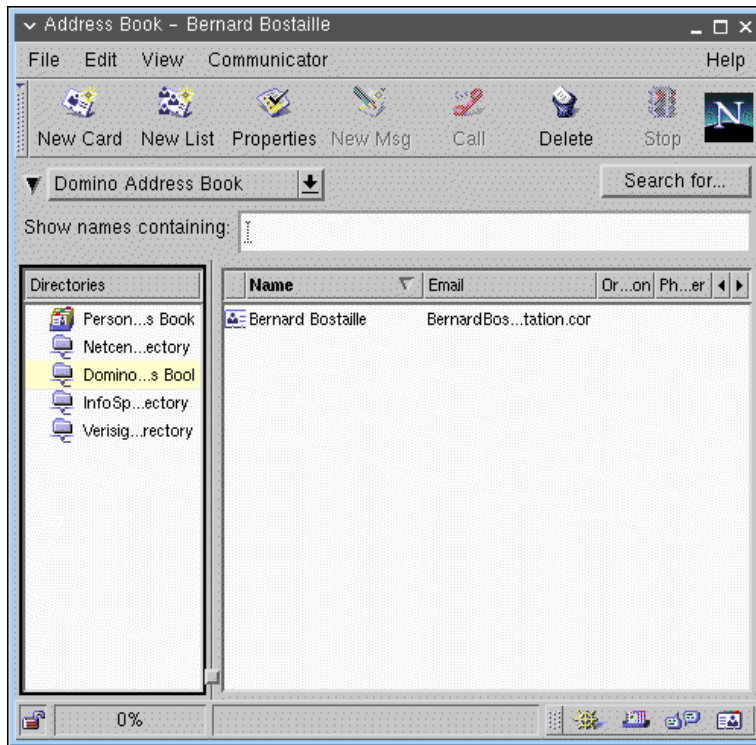 Address Book - Bernard Bostaille
File Edit View Communicator Help
New Card New List Properties New Msg Call Delete Stop N
Domino Address Book Search for...
Show names containing:
Directories Name Email Or...on Ph...er
Person...s Book Bernard Bostaille BernardBos...tation.cor
Netcen...ectory
Domino...s Bool
InfoSp...ectory
Verisig...rectory
0%